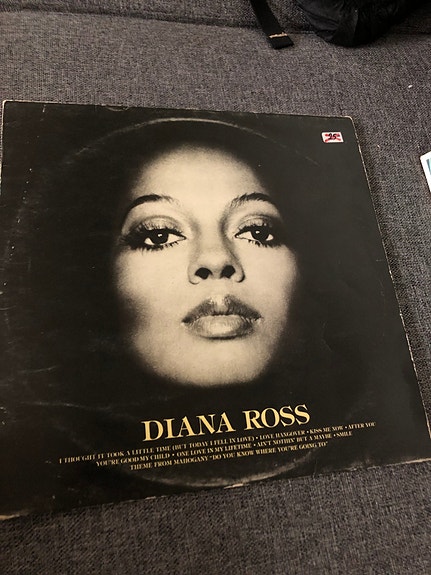 DIANA ROSS
I THOUGHT IT TOOK A LITTLE TIME (BUT TODAY I FELL IN LOVE) • LOVE HANGOVER • KISS ME NOW • AFTER YOU
YOU'RE GOOD MY CHILD • ONE LOVE IN MY LIFETIME • AIN'T NOTHIN' BUT A MAYBE • SMILE
THEME FROM MAHOGANY "DO YOU KNOW WHERE YOU'RE GOING TO"